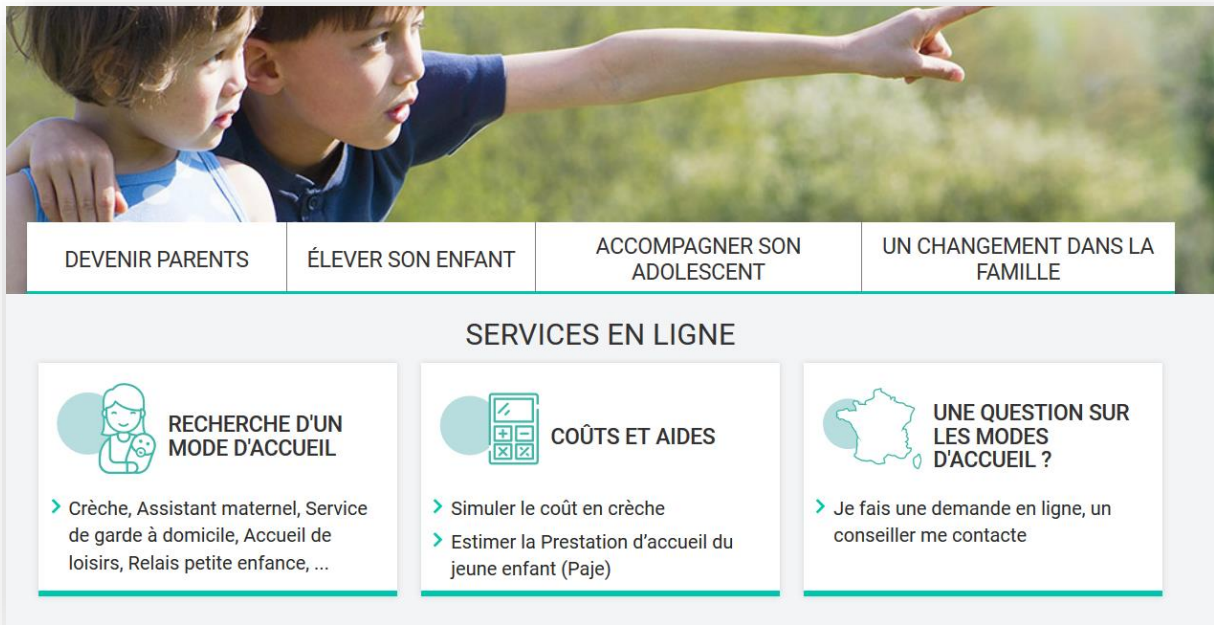 DEVENIR PARENTS
ÉLEVER SON ENFANT
ACCOMPAGNER SON
ADOLESCENT
UN CHANGEMENT DANS LA
FAMILLE
SERVICES EN LIGNE
RECHERCHE D'UN
MODE D'ACCUEIL
Crèche, Assistant maternel, Service
de garde à domicile, Accueil de
loisirs, Relais petite enfance, ...
COÛTS ET AIDES
Simuler le coût en crèche
Estimer la Prestation d’accueil du
jeune enfant (Paje)
UNE QUESTION SUR
LES MODES
D'ACCUEIL ?
Je fais une demande en ligne, un
conseiller me contacte